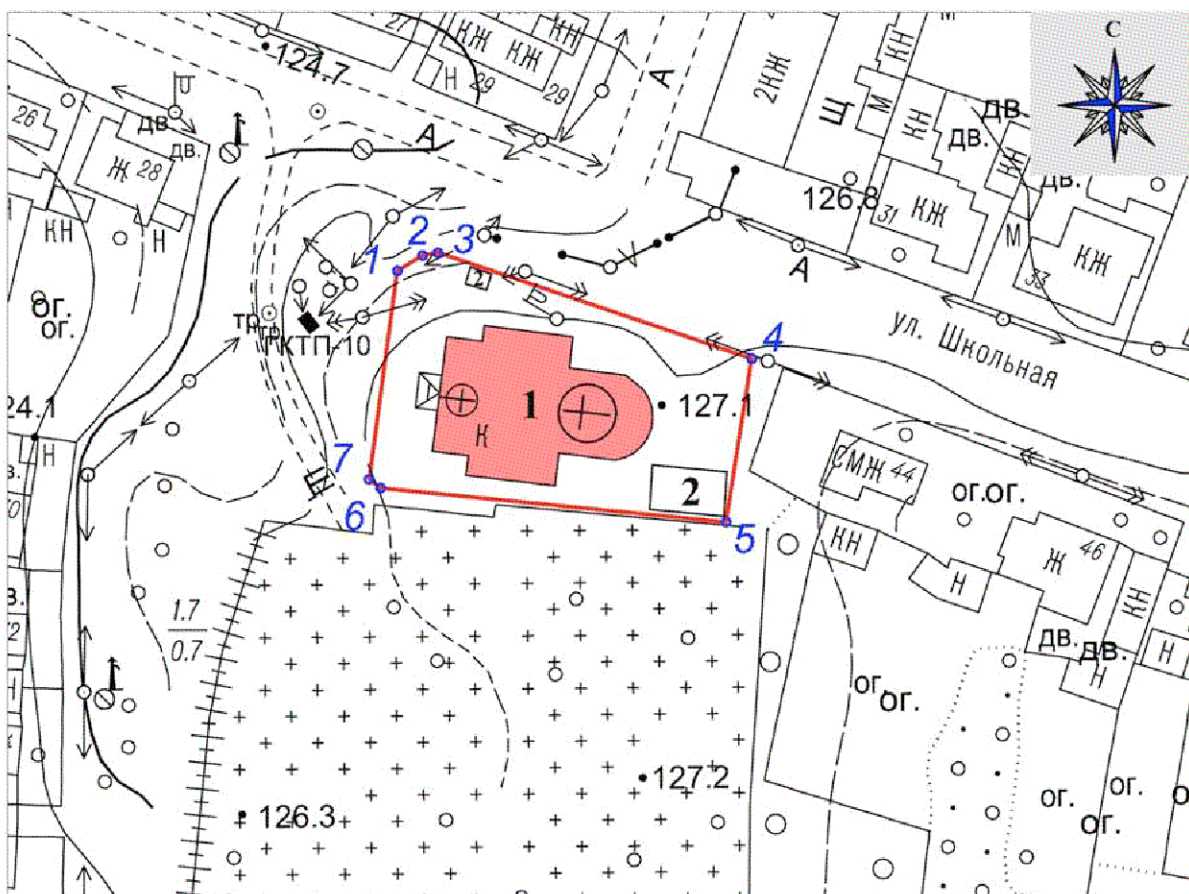 С
124.7
27
КЖ
КЖ
КН
29
29
Н
А
А
2КЖ
Щ
М
КН
М
КН
КН
ДВ.
ДВ.
ДВ.
26
ДВ.
ДВ.
Ж 28
КН
Н
126.8
31
КЖ
М
33
КЖ
А
ул. Школьная
ог.
ог.
тр.
КТП-10
1
2
3
4
5
6
7
1
2
К
127.1
24.1
Н
СМЖ 44
ог.
ог.
КН
Н
Ж
46
КН
ДВ.
ДВ.
Н
Н
1.7
0.7
ог.
ог.
127.2
126.3
ог.
ог.
ог.